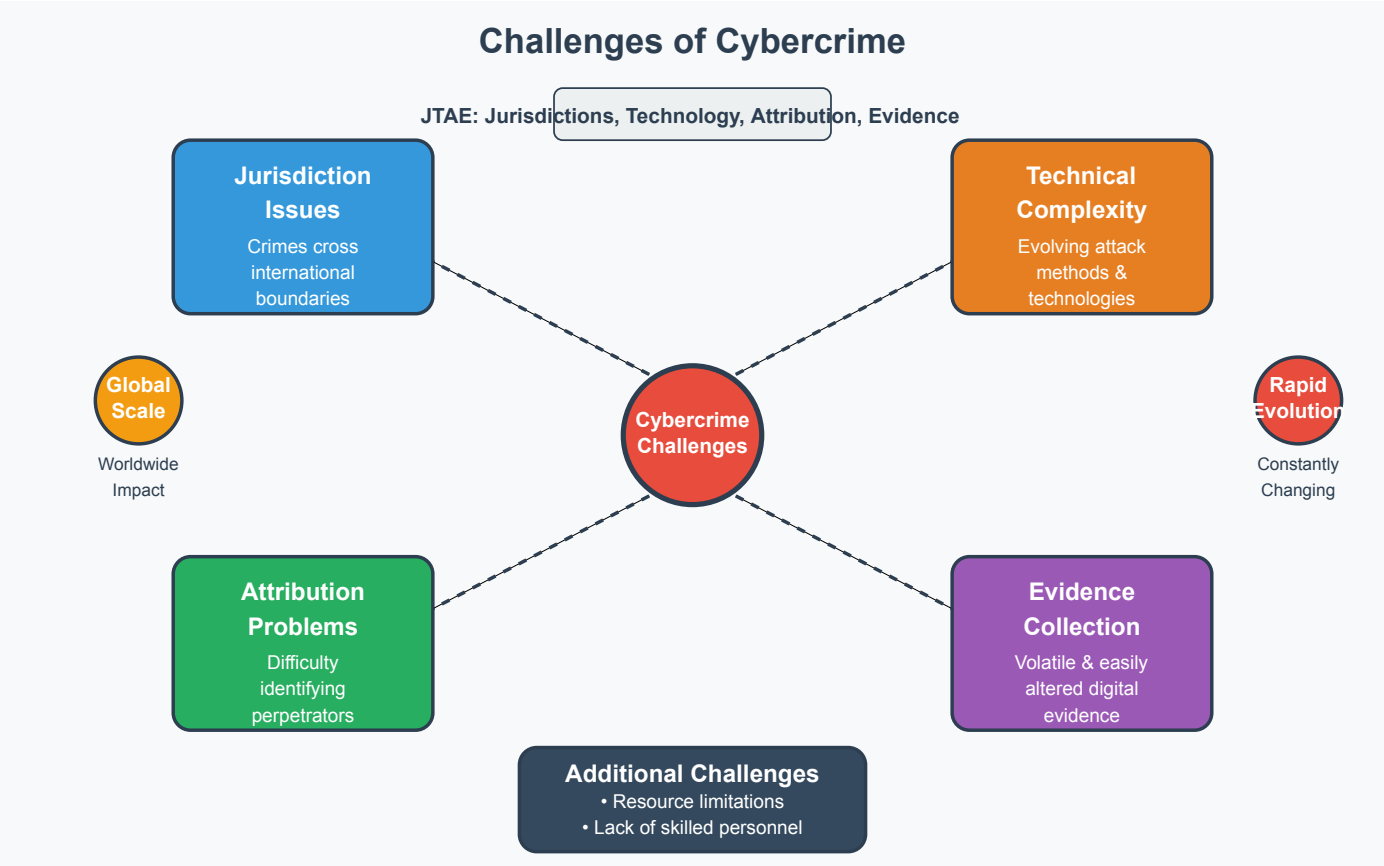 Challenges of Cybercrime
JTAE: Jurisdictions, Technology, Attribution, Evidence
Jurisdiction
Issues
Crimes cross
international
boundaries
Technical
Complexity
Evolving attack
methods &
technologies
Global
Scale
Worldwide
Impact
Cybercrime
Challenges
Rapid
Evolution
Constantly
Changing
Attribution
Problems
Difficulty
identifying
perpetrators
Evidence
Collection
Volatile & easily
altered digital
evidence
Additional Challenges
• Resource limitations
• Lack of skilled personnel